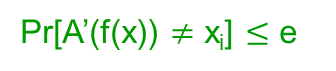 Pr[A’(f(x)) ≠ xᵢ] ≤ e